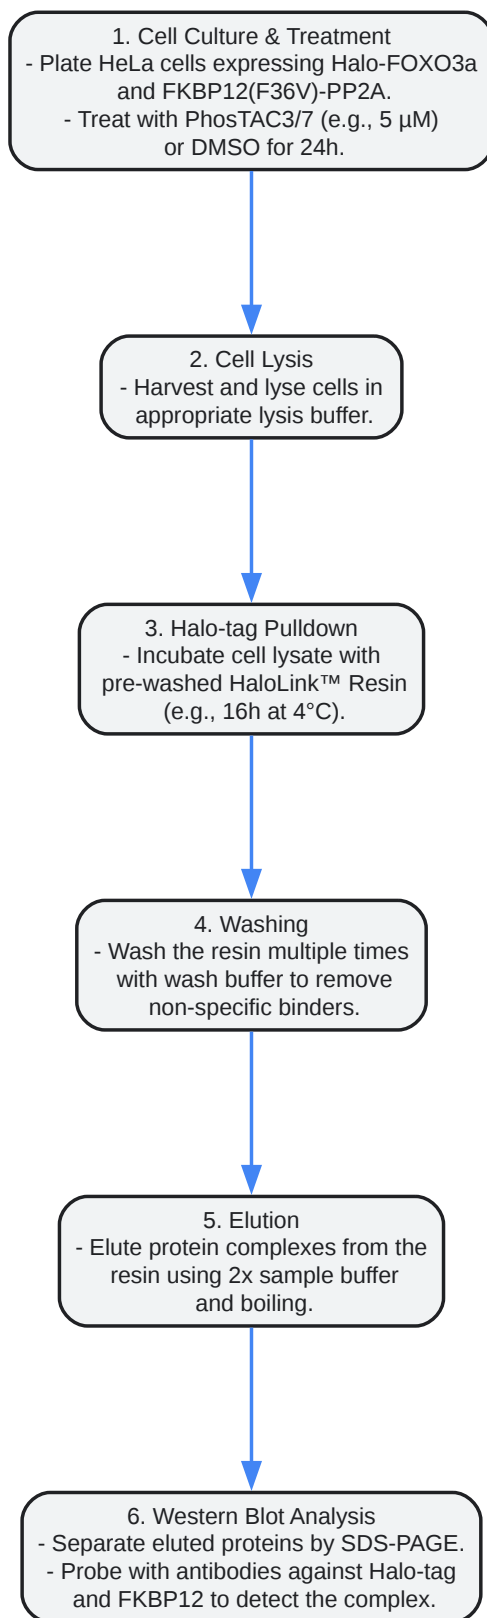 1. Cell Culture & Treatment
- Plate HeLa cells expressing Halo-FOXO3a
and FKBP12(F36V)-PP2A.
- Treat with PhosTAC3/7 (e.g., 5 µM)
or DMSO for 24h.
2. Cell Lysis
- Harvest and lyse cells in
appropriate lysis buffer.
3. Halo-tag Pulldown
- Incubate cell lysate with
pre-washed HaloLink™ Resin
(e.g., 16h at 4°C).
4. Washing
- Wash the resin multiple times
with wash buffer to remove
non-specific binders.
5. Elution
- Elute protein complexes from the
resin using 2x sample buffer
and boiling.
6. Western Blot Analysis
- Separate eluted proteins by SDS-PAGE.
- Probe with antibodies against Halo-tag
and FKBP12 to detect the complex.